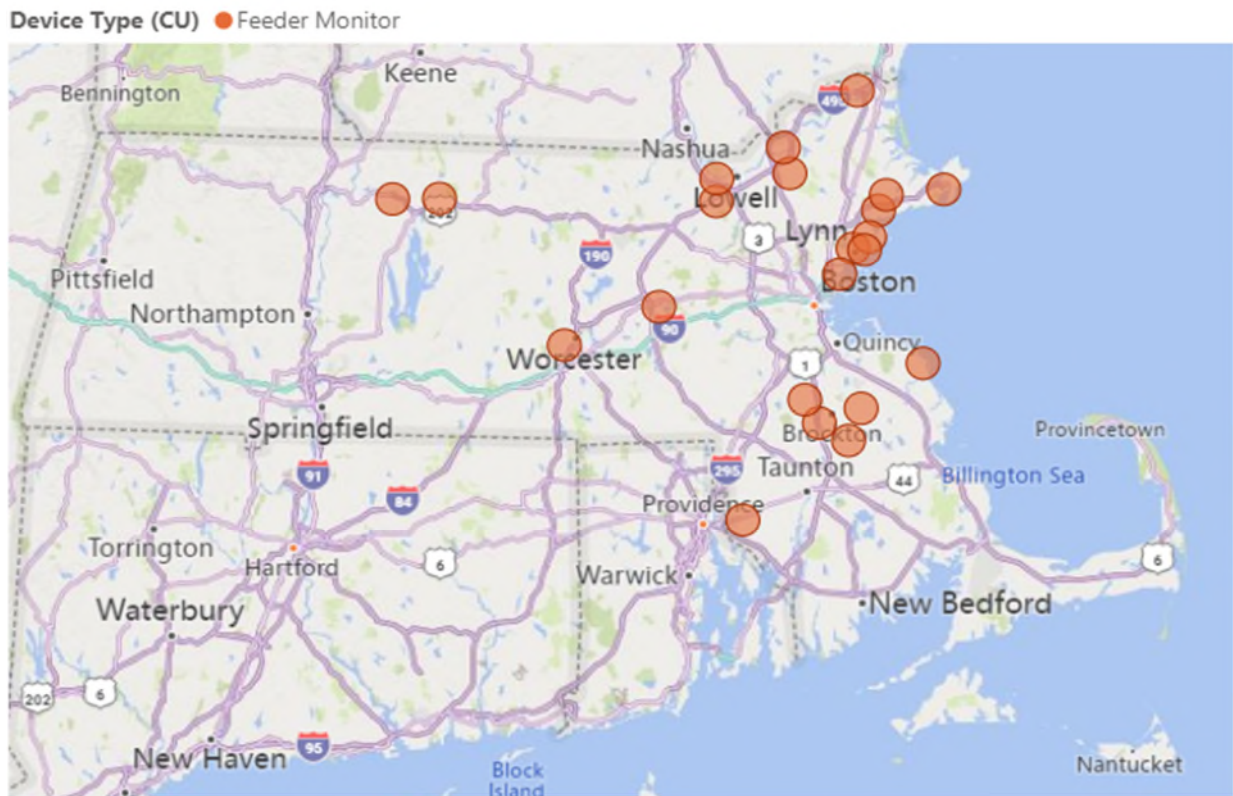 Device Type (CU) Feeder Monitor
Keene
Bennington
495
Nashua
Lowell
202
3
Lynn
190
Pittsfield
Boston
Northampton
90
Quincy
Worcester
1
Springfield
Brockton
Provincetown
Taunton
295
91
44
Billington Sea
84
Providence
Torrington
Hartford
6
6
Warwick
Waterbury
New Bedford
202
6
New Haven
95
Block
Island
Nantucket